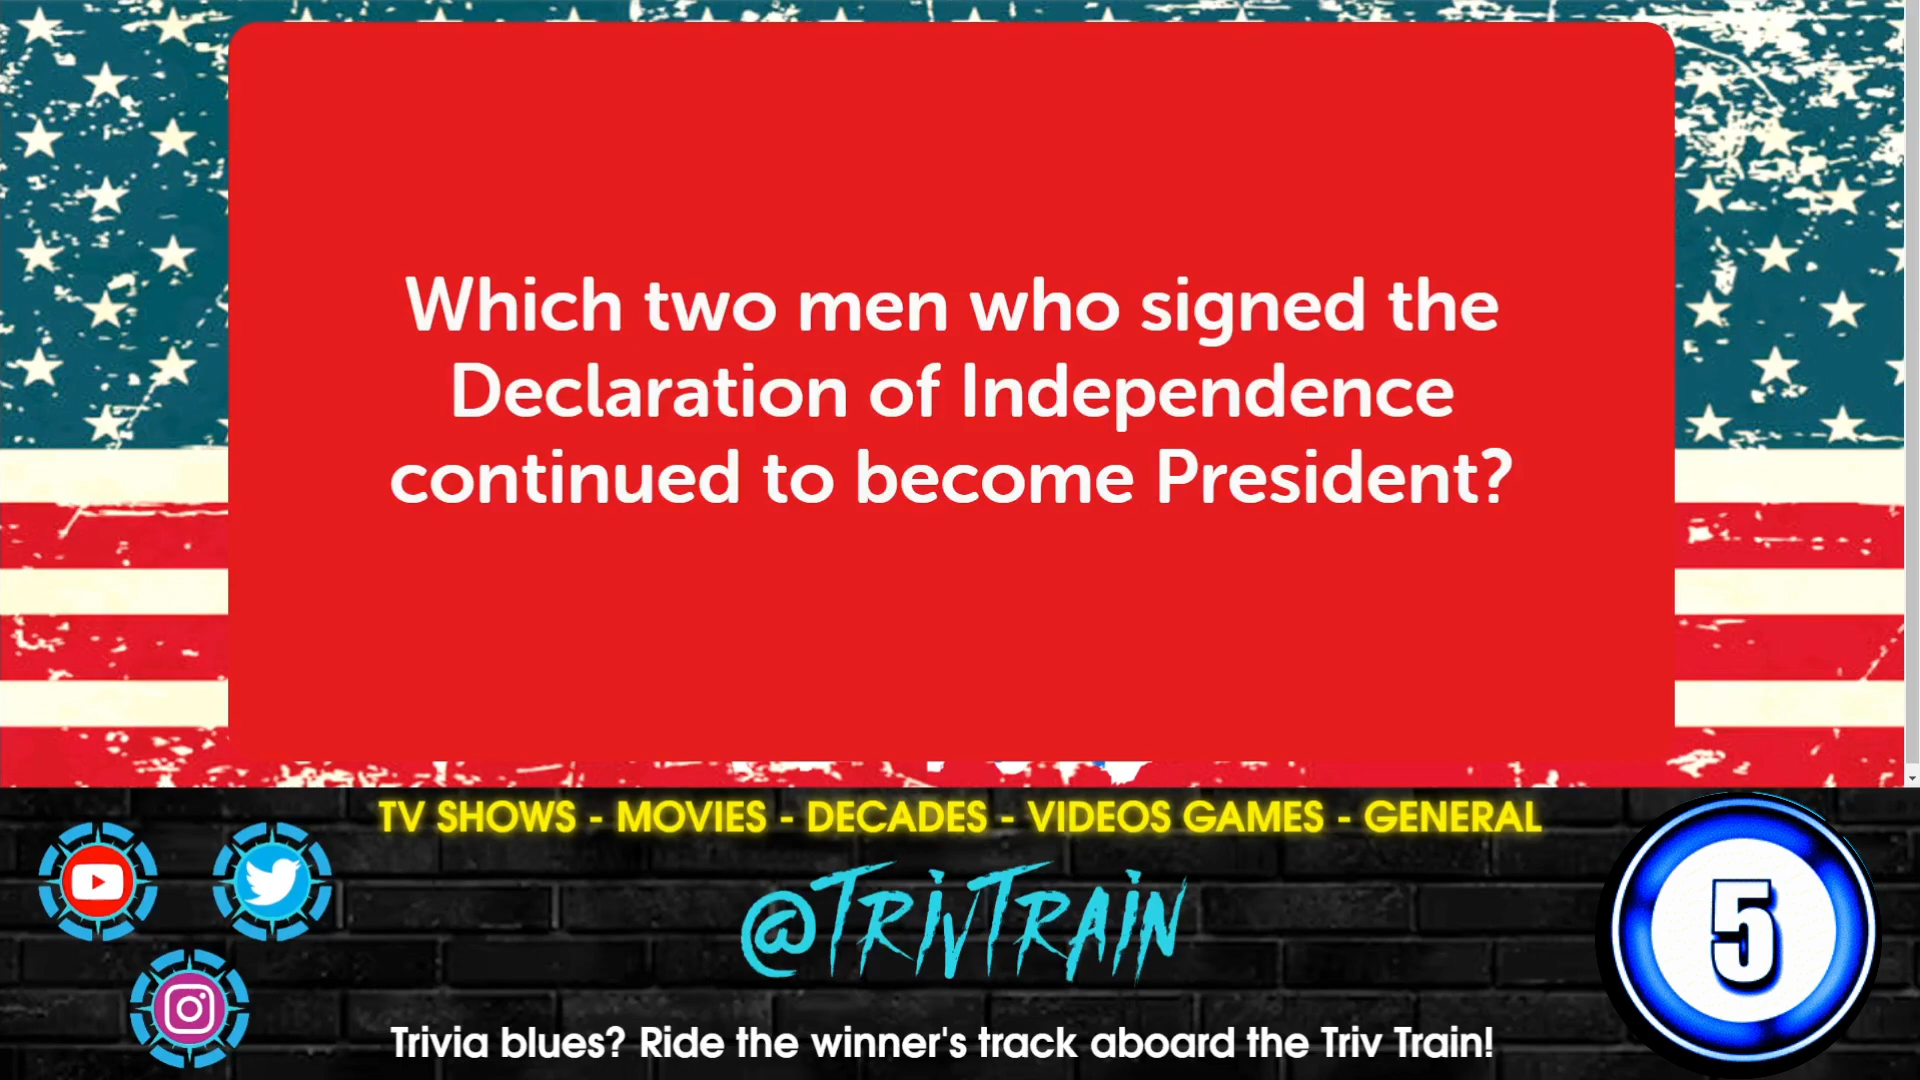 Which two men who signed the
Declaration of Independence
continued to become President?
TV SHOWS - MOVIES - DECADES - VIDEOS GAMES - GENERAL
@TRIVTRAIN
5
Trivia blues? Ride the winner's track aboard the Triv Train!